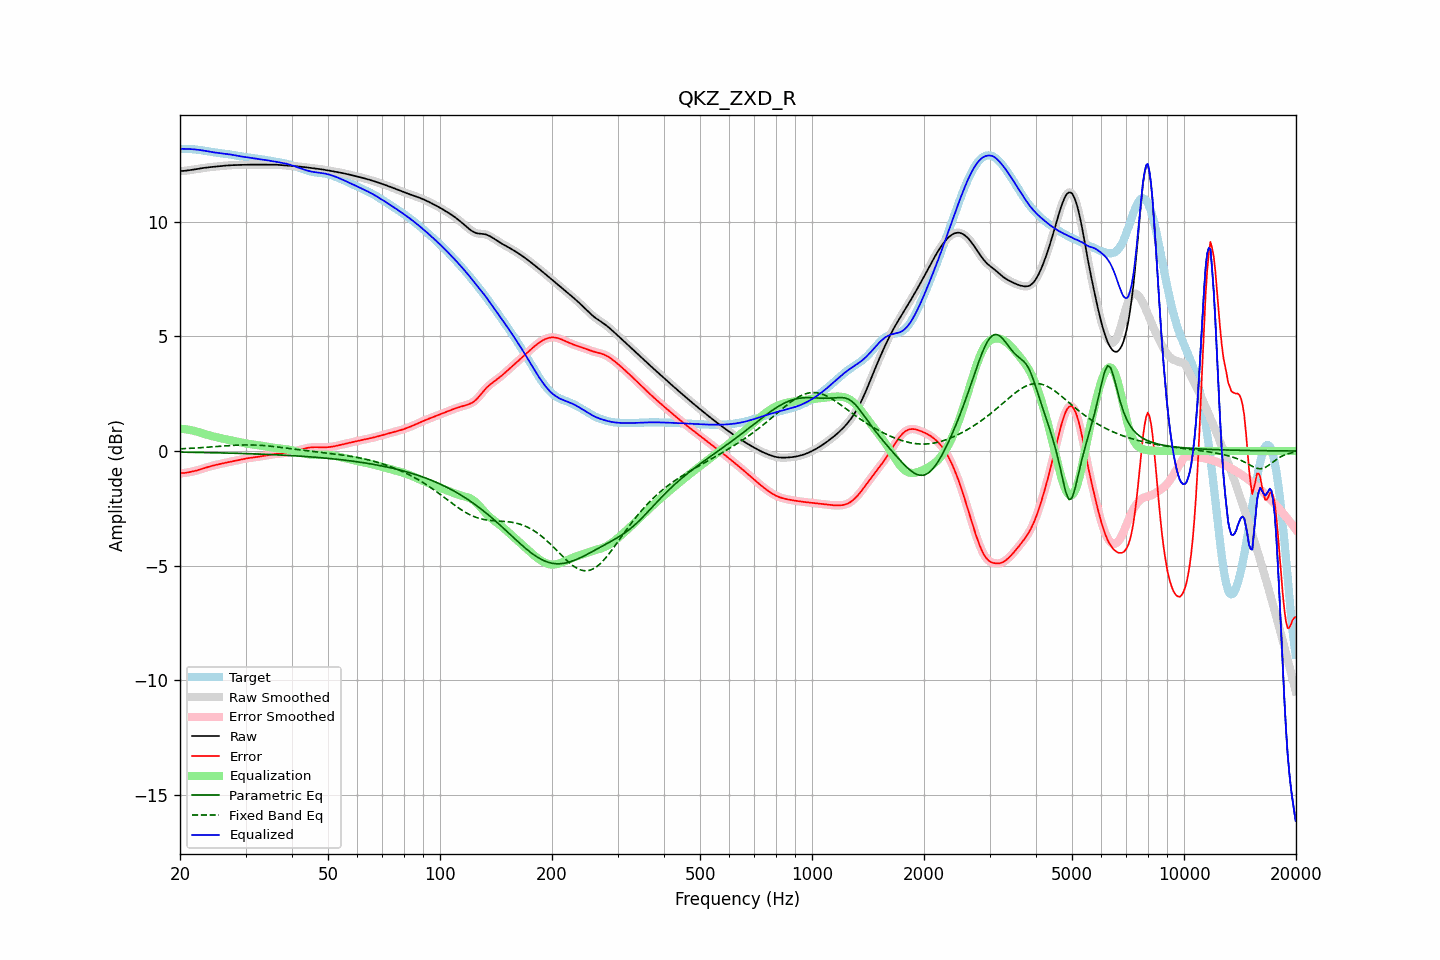 QKZ_ZXD_R
Amplitude (dBr)
10
5
0
−5
−10
−15
Target
Raw Smoothed
Error Smoothed
Raw
Error
Equalization
Parametric Eq
Fixed Band Eq
Equalized
20 50 100 200 500 1000 2000 5000 10000 20000
Frequency (Hz)